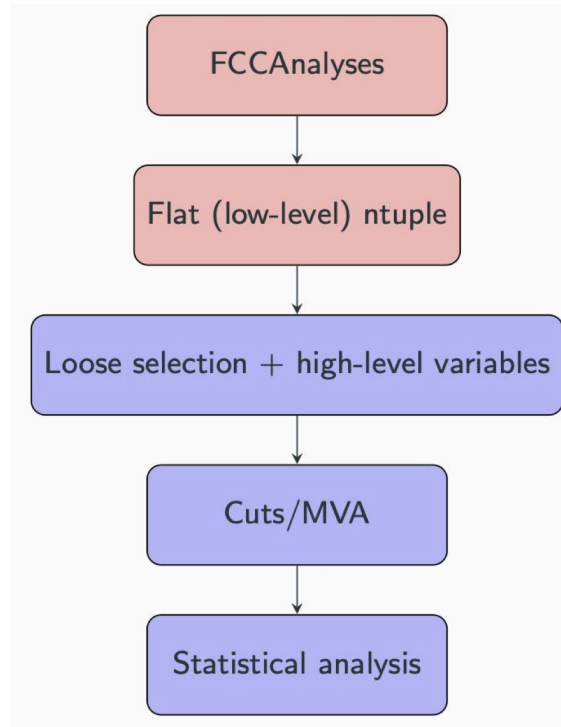 FCCAnalyses
Flat (low-level) ntuple
Loose selection + high-level variables
Cuts/MVA
Statistical analysis